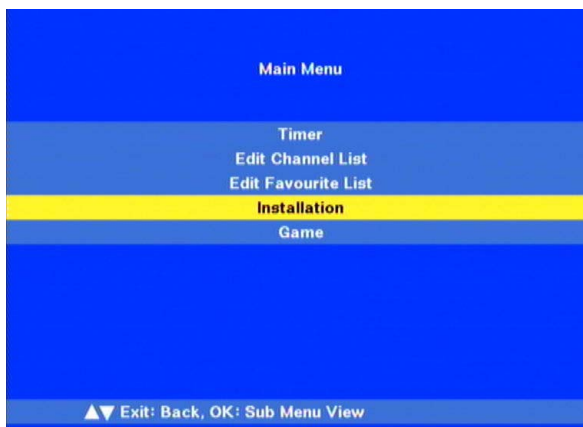 Main Menu
Timer
Edit Channel List
Edit Favourite List
Installation
Game
▲▼ Exit: Back, OK: Sub Menu View